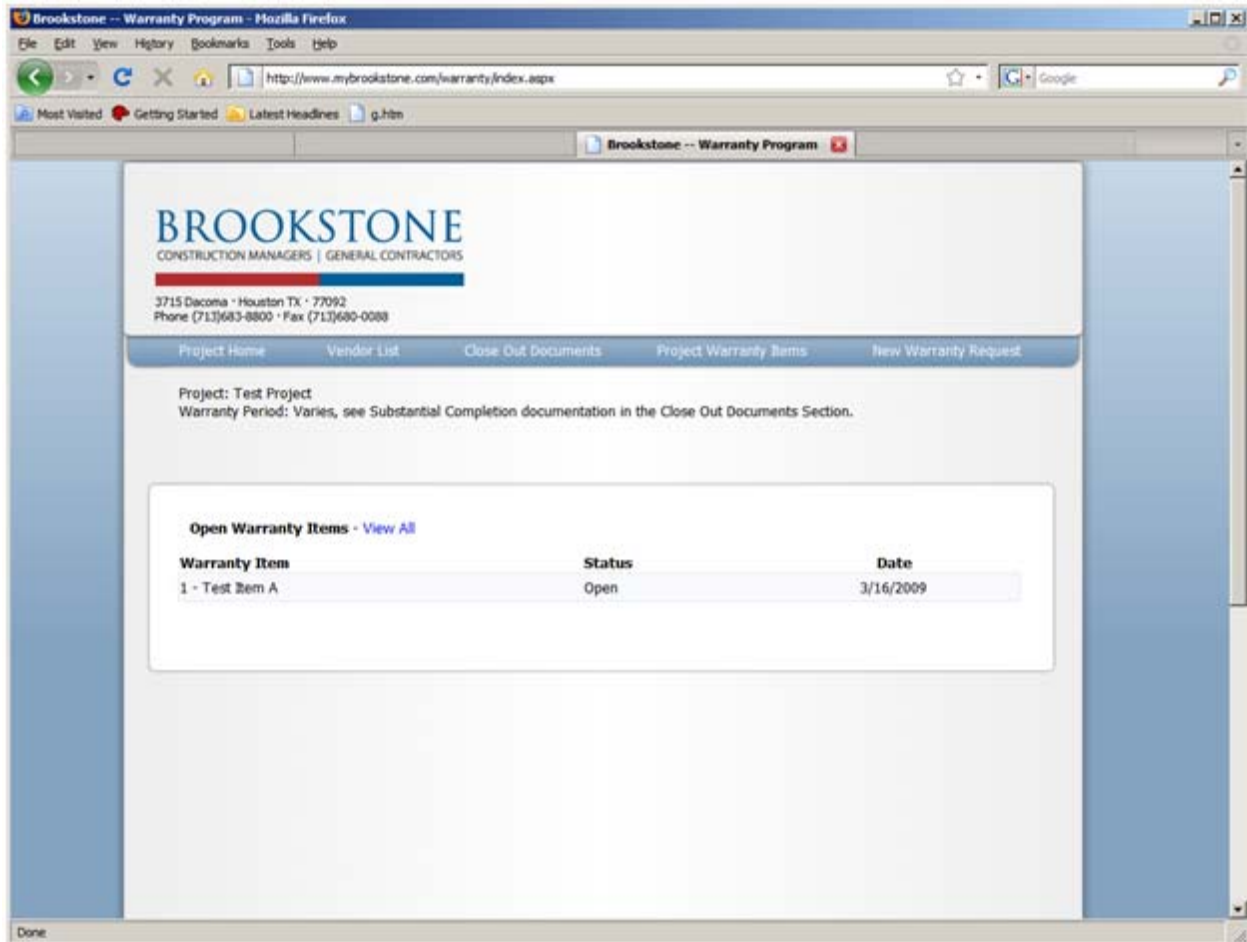 Brookstone -- Warranty Program - Mozilla Firefox
File Edit View History Bookmarks Tools Help
http://www.mybrookstone.com/warranty/index.aspx Google
Most Visited Getting Started Latest Headlines g.htm
Brookstone -- Warranty Program
BROOKSTONE
CONSTRUCTION MANAGERS | GENERAL CONTRACTORS
3715 Dacoma · Houston TX · 77092
Phone (713)683-8800 · Fax (713)680-0088
Project Home Vendor List Close Out Documents Project Warranty Items New Warranty Request
Project: Test Project
Warranty Period: Varies, see Substantial Completion documentation in the Close Out Documents Section.
Open Warranty Items - View All
Warranty Item Status Date
1 - Test Item A Open 3/16/2009
Done